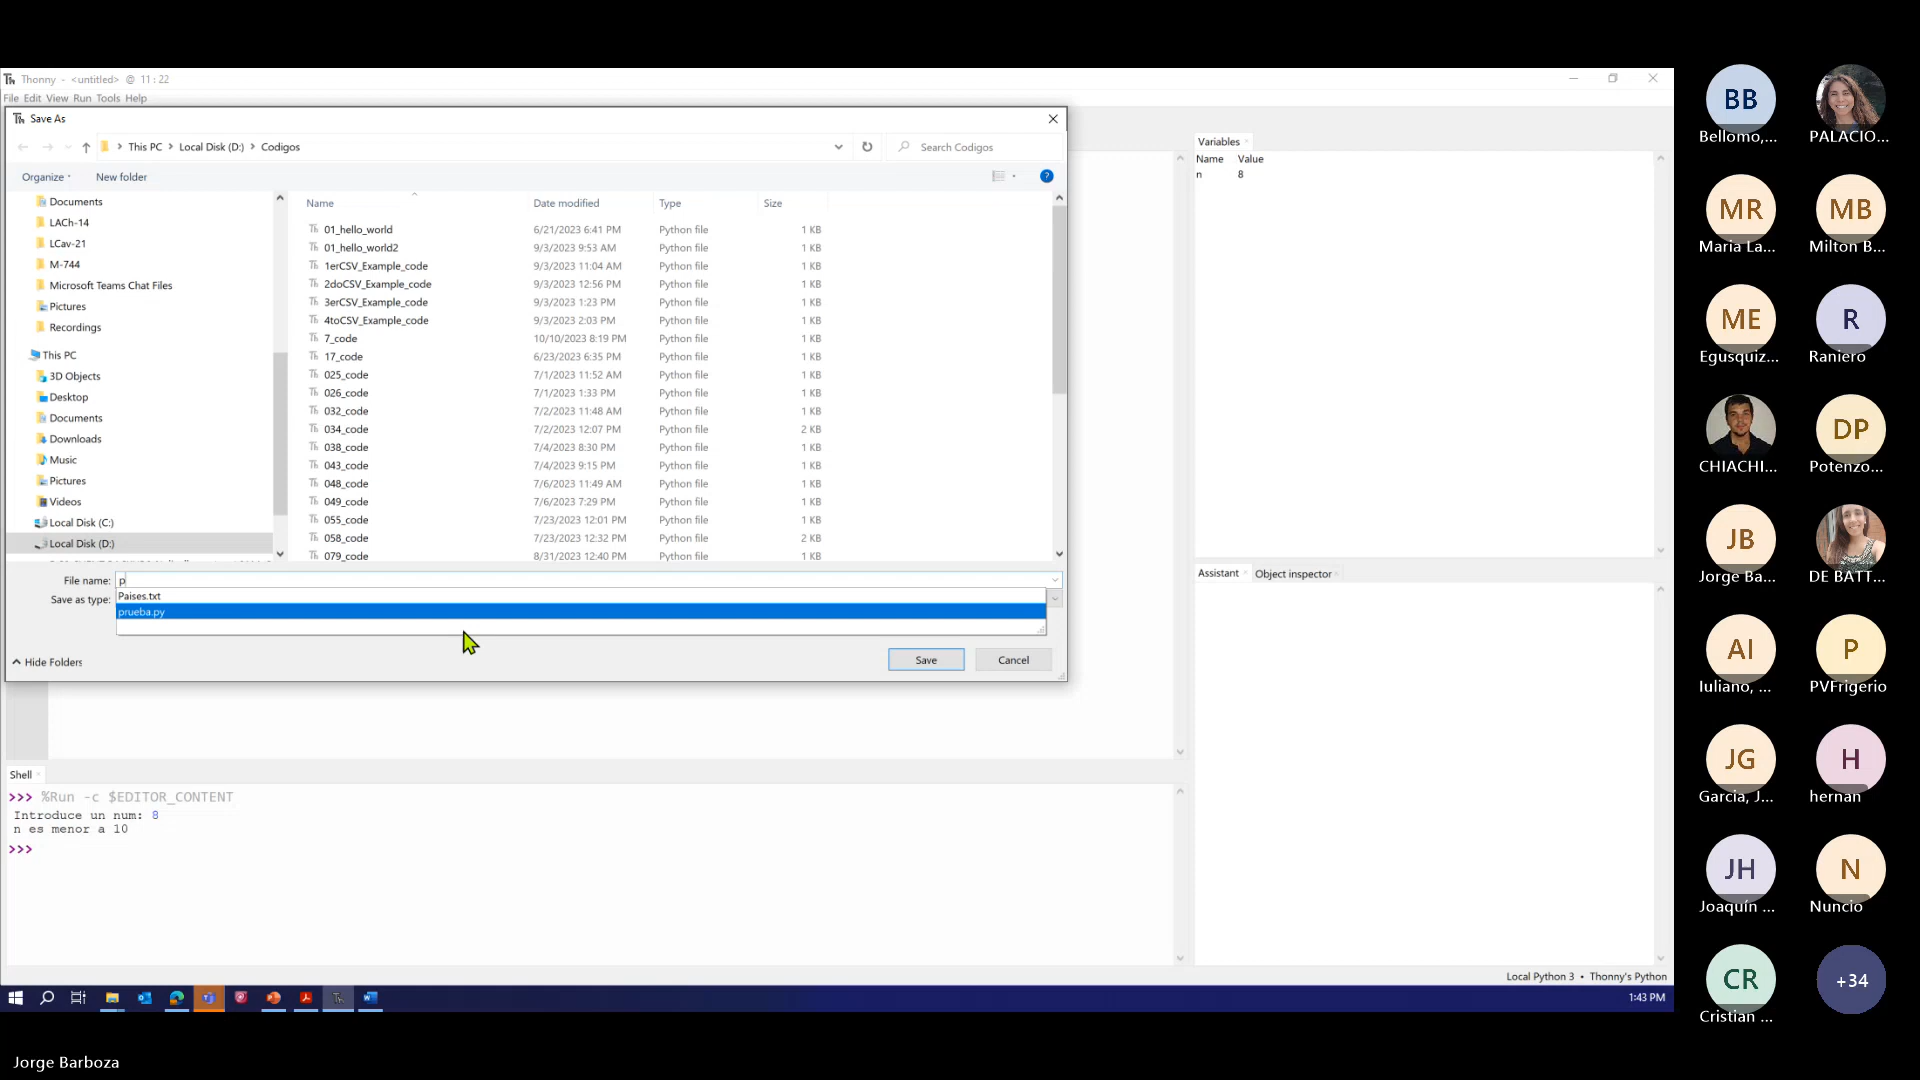 Thonny - <untitled> @ 11:22
File Edit View Run Tools Help
Save As
This PC > Local Disk (D:) > Codigos
Search Codigos
Organize
New folder
Documents
LACh-14
LCav-21
M-744
Microsoft Teams Chat Files
Pictures
Recordings
This PC
3D Objects
Desktop
Documents
Downloads
Music
Pictures
Videos
Local Disk (C:)
Local Disk (D:)
Name Date modified Type Size
01_hello_world 6/21/2023 6:41 PM Python file 1 KB
01_hello_world2 9/3/2023 9:53 AM Python file 1 KB
1erCSV_Example_code 9/3/2023 11:04 AM Python file 1 KB
2doCSV_Example_code 9/3/2023 12:56 PM Python file 1 KB
3erCSV_Example_code 9/3/2023 1:23 PM Python file 1 KB
4toCSV_Example_code 9/3/2023 2:03 PM Python file 1 KB
7_code 10/10/2023 8:19 PM Python file 1 KB
17_code 6/23/2023 6:35 PM Python file 1 KB
025_code 7/1/2023 11:52 AM Python file 1 KB
026_code 7/1/2023 1:33 PM Python file 1 KB
032_code 7/2/2023 11:48 AM Python file 1 KB
034_code 7/2/2023 12:07 PM Python file 2 KB
038_code 7/4/2023 8:30 PM Python file 1 KB
043_code 7/4/2023 9:15 PM Python file 1 KB
048_code 7/6/2023 11:49 AM Python file 1 KB
049_code 7/6/2023 7:29 PM Python file 1 KB
055_code 7/23/2023 12:01 PM Python file 1 KB
058_code 7/23/2023 12:32 PM Python file 2 KB
079_code 8/31/2023 12:40 PM Python file 1 KB
File name: p
Paises.txt
Save as type:
prueba.py
Hide Folders
Save
Cancel
Variables
Name Value
n 8
Assistant
Object inspector
Shell
>>> %Run -c $EDITOR_CONTENT
Introduce un num: 8
n es menor a 10
>>>
Local Python 3 • Thonny's Python
1:43 PM
BB
Bellomo,...
PALACIO...
MR
Maria La...
MB
Milton B...
ME
Egusquiz...
R
Raniero
CHIACHI...
DP
Potenzo...
JB
Jorge Ba...
DE BATT...
AI
Iuliano, ...
P
PVFrigerio
JG
Garcia, J...
H
hernan
JH
Joaquín ...
N
Nuncio
CR
Cristian ...
+34
Jorge Barboza